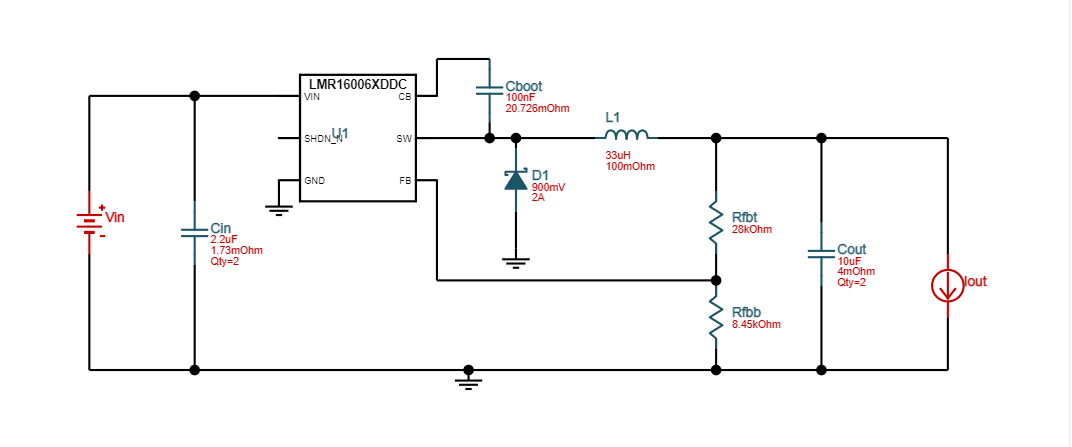 LMR16006XDDC
VIN
CB
SHDN_N
U1
SW
GND
FB
Cboot
100nF
20.726mOhm
L1
33uH
100mOhm
D1
900mV
2A
+
Vin
-
Cin
2.2uF
1.73mOhm
Qty=2
Rfbt
28kOhm
Cout
10uF
4mOhm
Qty=2
Iout
Rfbb
8.45kOhm